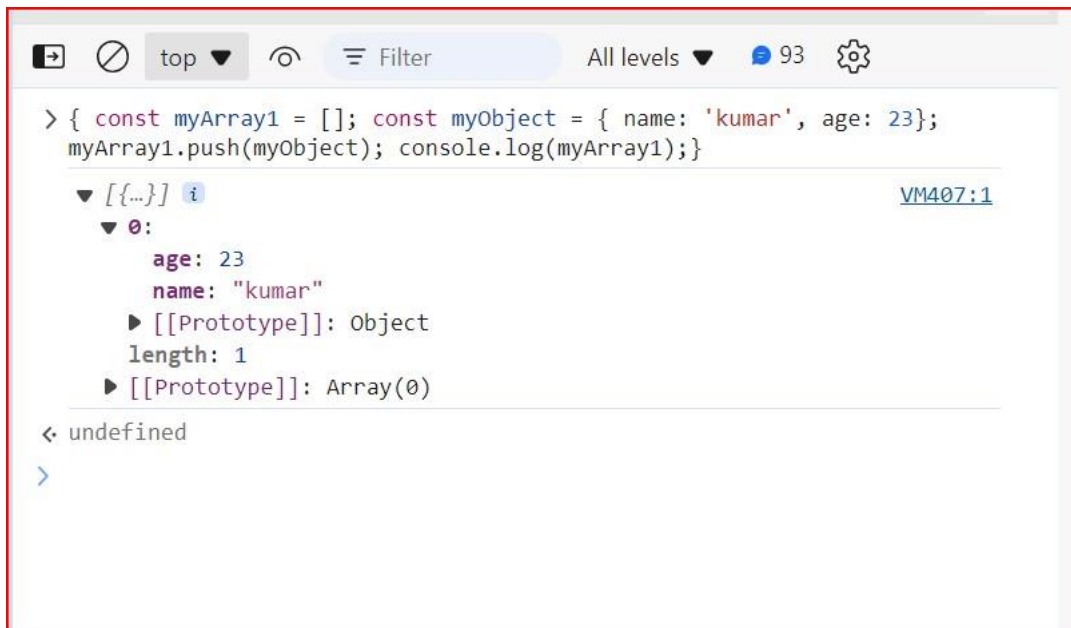 top ▼ Filter All levels ▼ 93
> { const myArray1 = []; const myObject = { name: 'kumar', age: 23};
myArray1.push(myObject); console.log(myArray1);}
▼ [{…}] i VM407:1
▼ 0:
age: 23
name: "kumar"
▶ [[Prototype]]: Object
length: 1
▶ [[Prototype]]: Array(0)
undefined
>